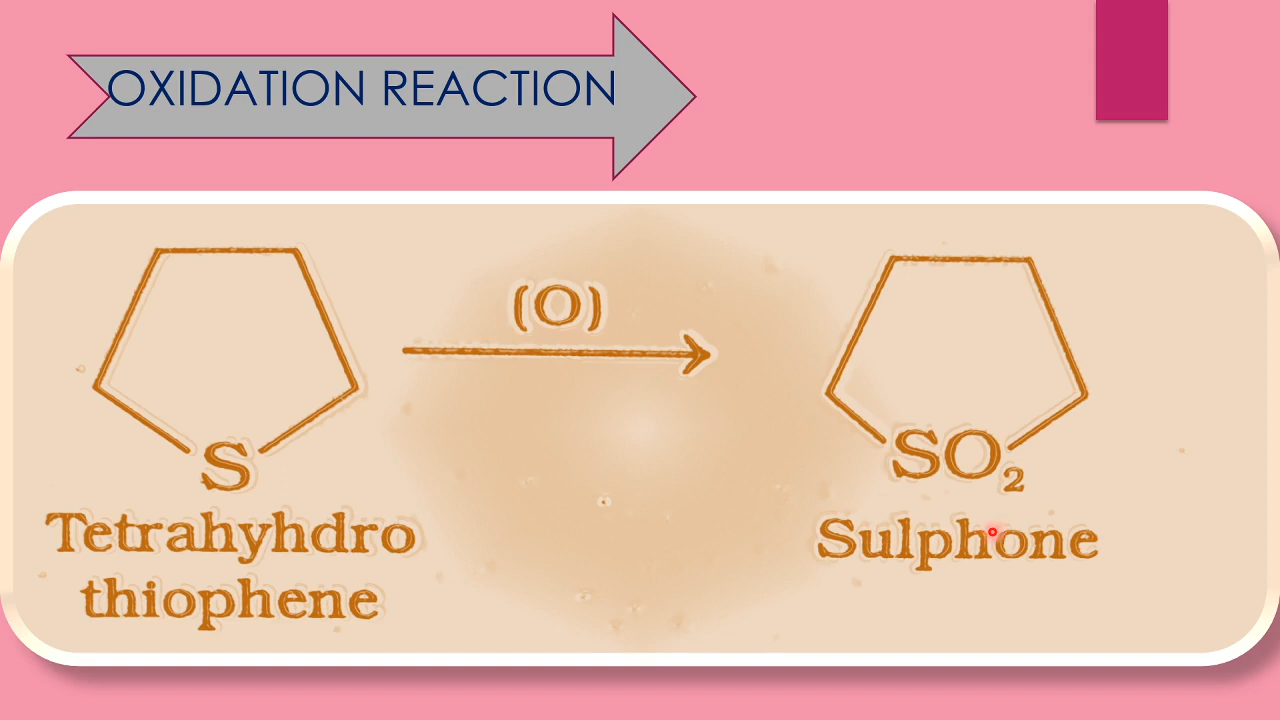 OXIDATION REACTION
(O)
S
SO₂
Tetrahyhdro
thiophene
Sulphone